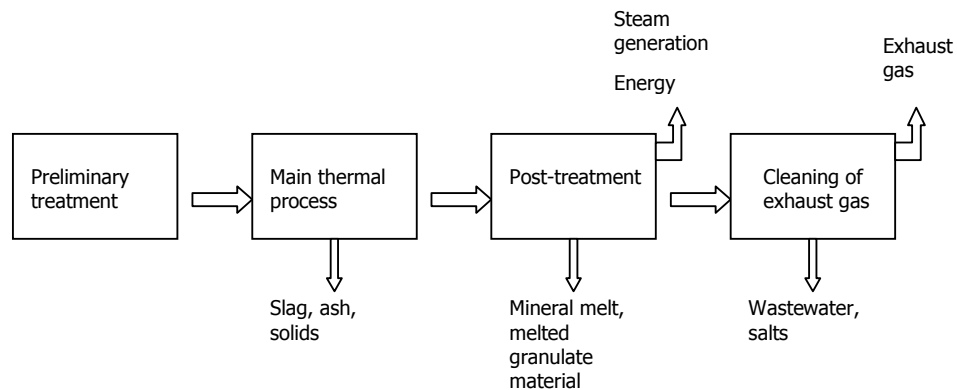 Steam
generation
Energy
Exhaust
gas
Preliminary
treatment
Main thermal
process
Post-treatment
Cleaning of
exhaust gas
Slag, ash,
solids
Mineral melt,
melted
granulate
material
Wastewater,
salts